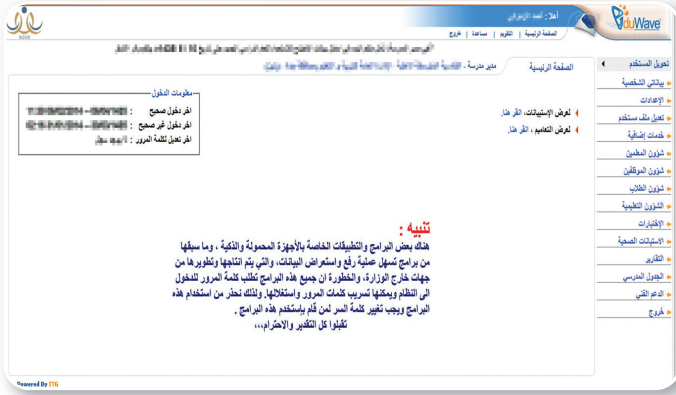 أهلا : أحمد
EduWave
NOOR
الصفحة الرئيسية | التقويم | مساعدة | خروج
تحويل المستخدم
الصفحة الرئيسية
مدير مدرسة -
بياناتي الشخصية
الإعدادات
تعديل ملف مستخدم
خدمات إضافية
شؤون المعلمين
شؤون الموظفين
شؤون الطلاب
الشؤون التعليمية
الإختبارات
الاستبانات الصحية
التقارير
الجدول المدرسي
الدعم الفني
خروج
لعرض الإستبيانات، انقر هنا.
لعرض التعاميم ، انقر هنا.
معلومات الدخول
اخر دخول صحيح :
اخر دخول غير صحيح :
اخر تعديل لكلمة المرور :
تنبيه :
هناك بعض البرامج والتطبيقات الخاصة بالأجهزة المحمولة والذكية ، وما سبقها
من برامج تسهل عملية رفع واستعراض البيانات، والتي يتم انتاجها وتطويرها من
جهات خارج الوزارة، والخطورة ان جميع هذه البرامج تطلب كلمة المرور للدخول
الى النظام ويمكنها تسريب كلمات المرور واستغلالها. ولذلك نحذر من استخدام هذه
البرامج ويجب تغيير كلمة السر لمن قام بإستخدم هذه البرامج .
تقبلوا كل التقدير والاحترام،،،
Powered By ITG